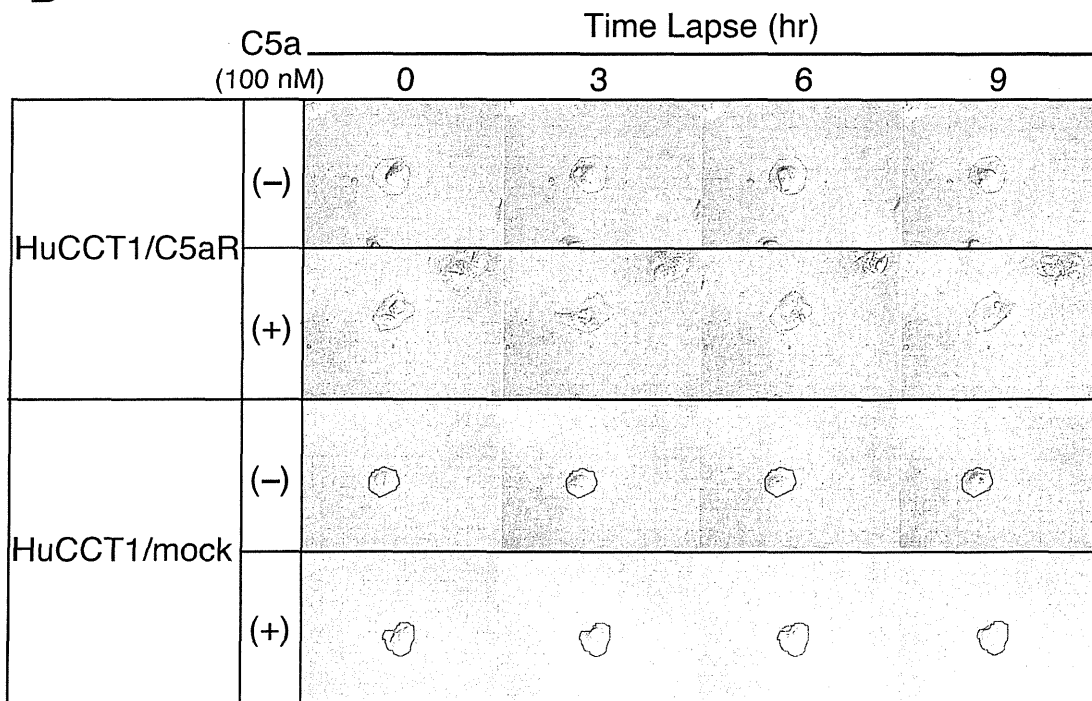 Time Lapse (hr)
C5a
(100 nM) 0 3 6 9
HuCCT1/C5aR
(–)
(+)
HuCCT1/mock
(–)
(+)